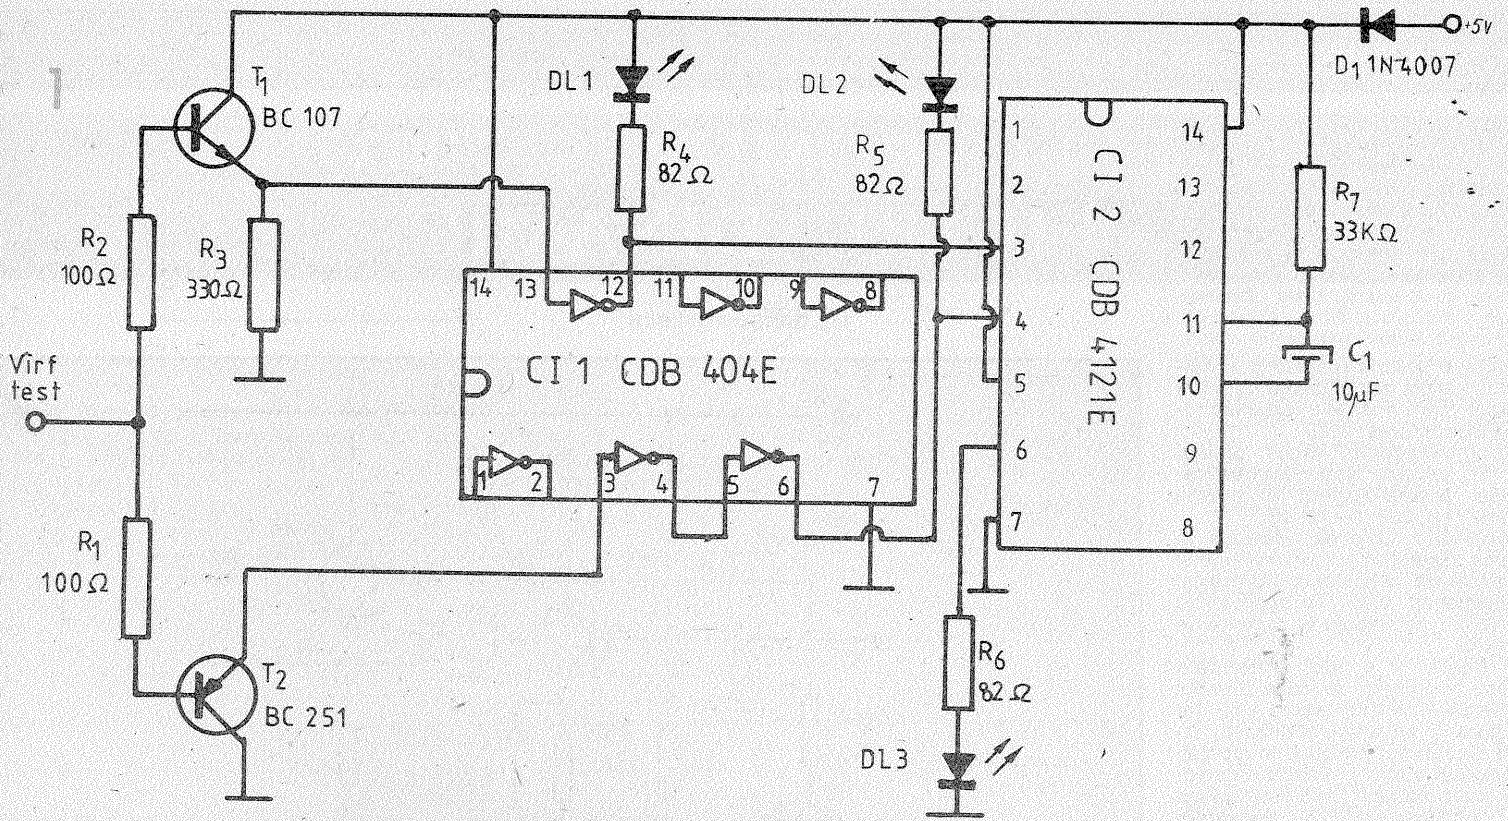 +5V
D1 1N4007
T1
BC 107
DL1
R4
82Ω
DL2
R5
82Ω
R2
100Ω
R3
330Ω
R7
33KΩ
C1
10µF
Virf
test
R1
100Ω
T2
BC 251
14 13 12 11 10 9 8
CI 1 CDB 404E
1 2 3 4 5 6 7
1 14
2 13
3 12
4 11
5 10
6 9
7 8
CI 2 CDB 4121E
R6
82Ω
DL3